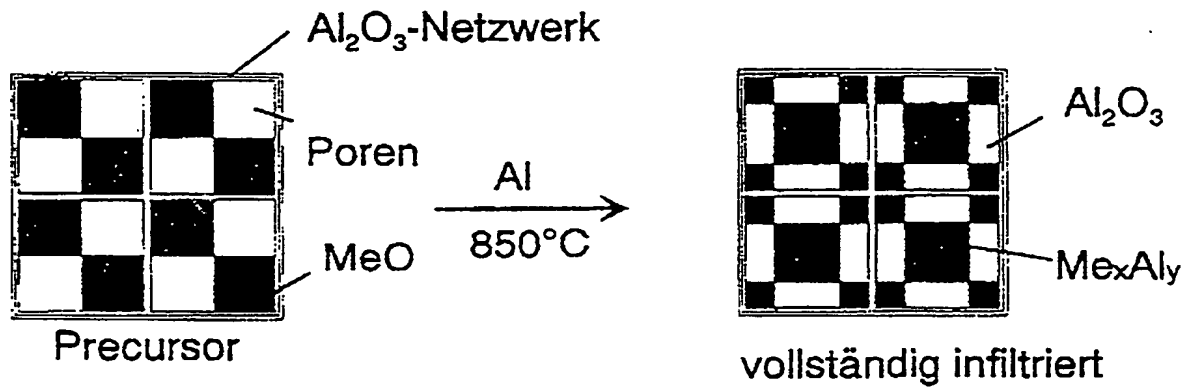 Al₂O₃-Netzwerk
Poren
MeO
Precursor
Al
850°C
Al₂O₃
MexAly
vollständig infiltriert